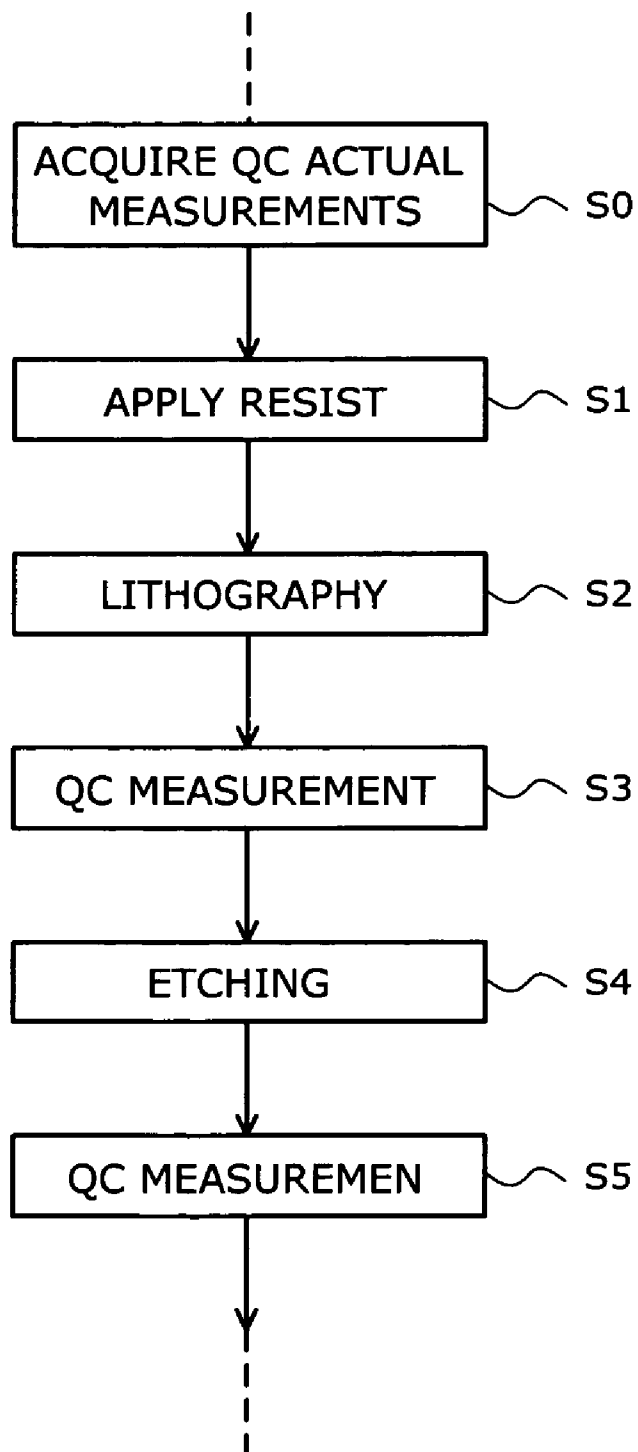 ACQUIRE QC ACTUAL
MEASUREMENTS
S0
APPLY RESIST
S1
LITHOGRAPHY
S2
QC MEASUREMENT
S3
ETCHING
S4
QC MEASUREMEN
S5